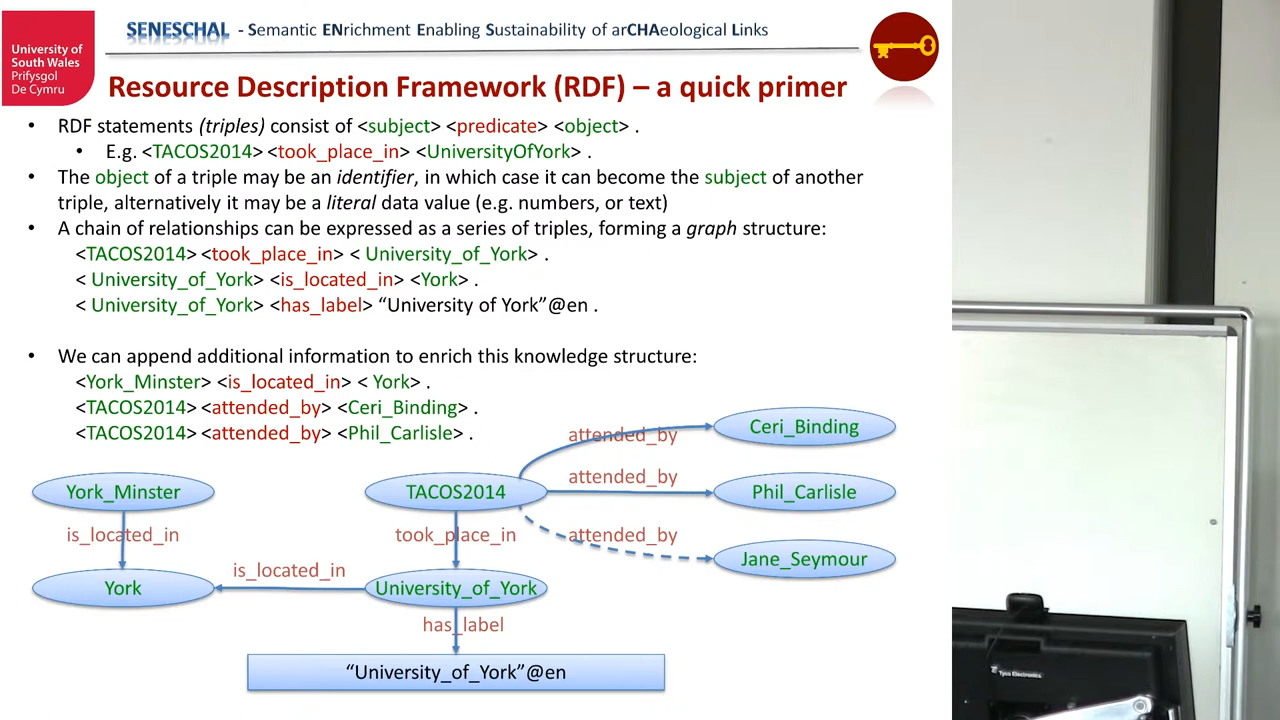 University of
South Wales
Prifysgol
De Cymru
SENESCHAL - Semantic ENrichment Enabling Sustainability of arCHAeological Links
Resource Description Framework (RDF) – a quick primer
• RDF statements (triples) consist of <subject> <predicate> <object> .
• E.g. <TACOS2014> <took_place_in> <UniversityOfYork> .
• The object of a triple may be an identifier, in which case it can become the subject of another
triple, alternatively it may be a literal data value (e.g. numbers, or text)
• A chain of relationships can be expressed as a series of triples, forming a graph structure:
<TACOS2014> <took_place_in> < University_of_York> .
< University_of_York> <is_located_in> <York> .
< University_of_York> <has_label> “University of York”@en .
• We can append additional information to enrich this knowledge structure:
<York_Minster> <is_located_in> < York> .
<TACOS2014> <attended_by> <Ceri_Binding> .
<TACOS2014> <attended_by> <Phil_Carlisle> .
attended_by
Ceri_Binding
attended_by
York_Minster
TACOS2014
Phil_Carlisle
is_located_in
took_place_in
attended_by
Jane_Seymour
is_located_in
York
University_of_York
has_label
“University_of_York”@en
Tyco Electronics